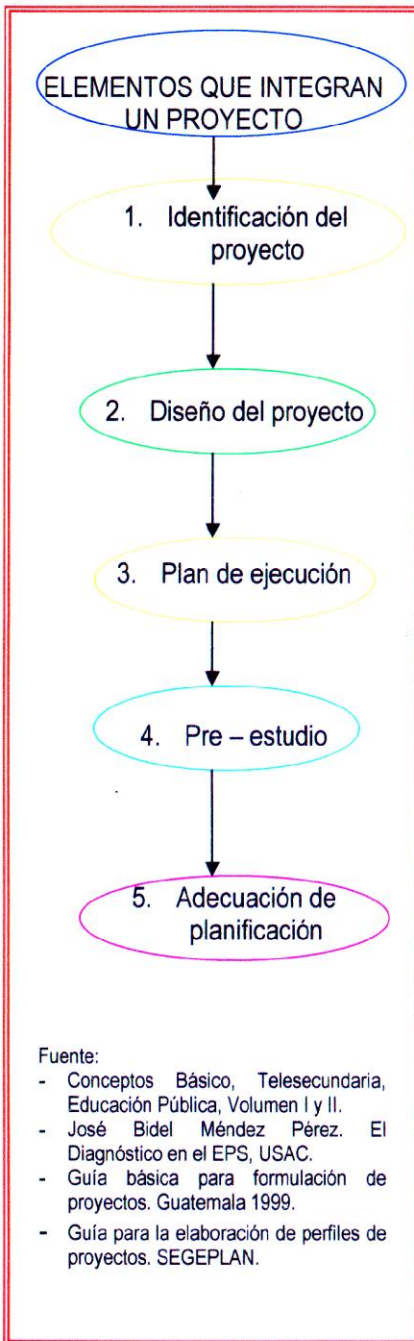 ELEMENTOS QUE INTEGRAN
UN PROYECTO
1. Identificación del
proyecto
2. Diseño del proyecto
3. Plan de ejecución
4. Pre – estudio
5. Adecuación de
planificación
Fuente:
- Conceptos Básico, Telesecundaria,
Educación Pública, Volumen I y II.
- José Bidel Méndez Pérez. El
Diagnóstico en el EPS, USAC.
- Guía básica para formulación de
proyectos. Guatemala 1999.
- Guía para la elaboración de perfiles de
proyectos. SEGEPLAN.